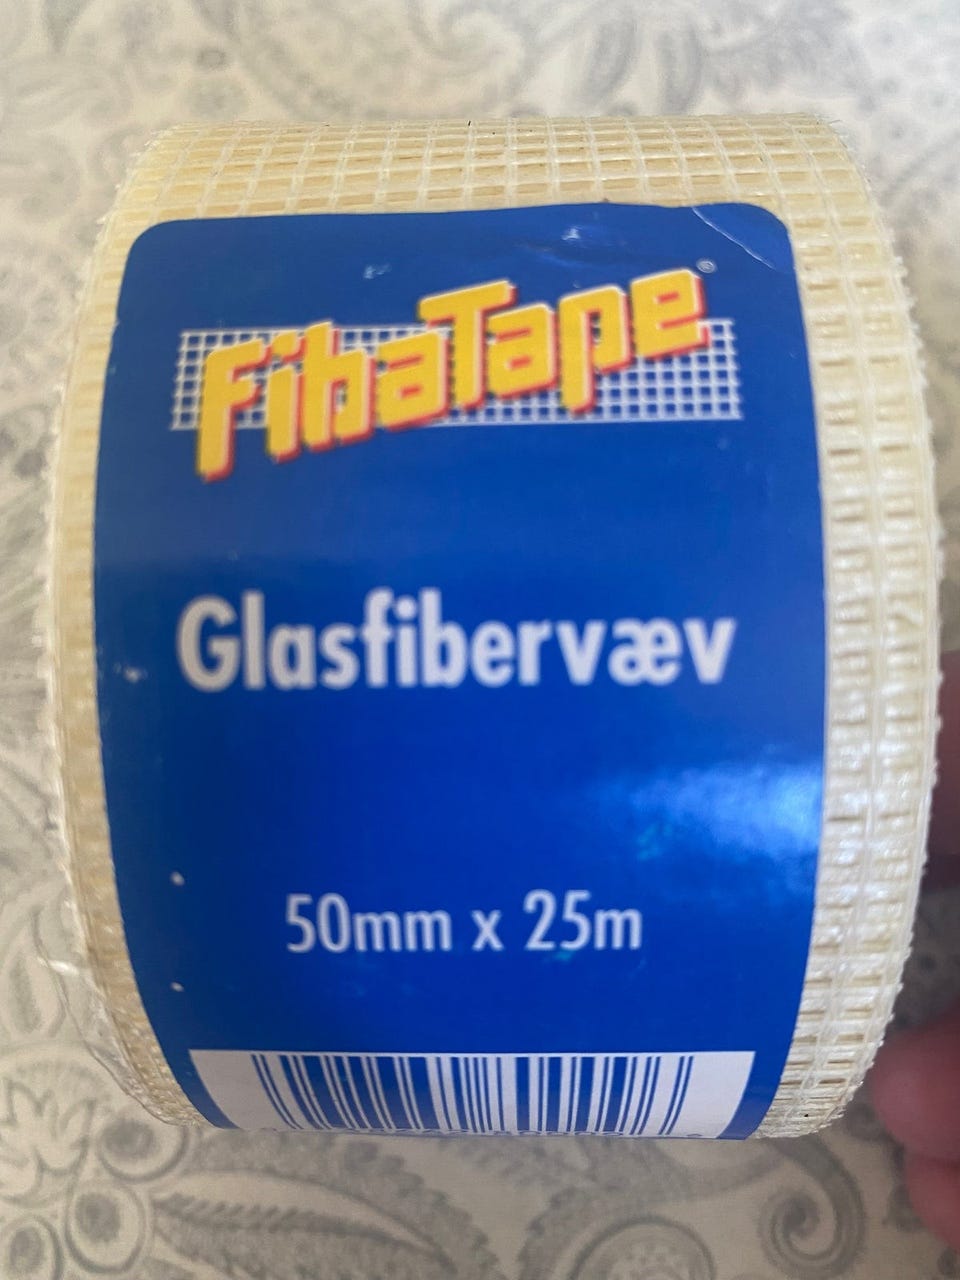 FibaTape®
Glasfibervæv
50mm x 25m